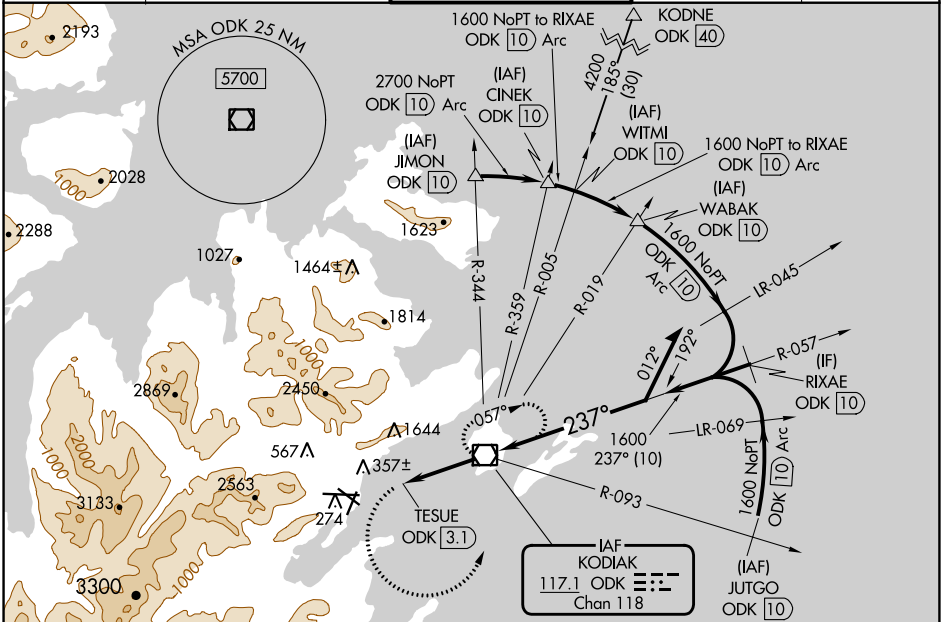 2193
MSA ODK 25 NM
5700
1600 NoPT to RIXAE
ODK 10 Arc
KODNE
ODK 40
4200
185°
(30)
2700 NoPT
ODK 10 Arc
(IAF)
CINEK
ODK 10
(IAF)
WITMI
ODK 10
1600 NoPT to RIXAE
ODK 10 Arc
(IAF)
JIMON
ODK 10
(IAF)
WABAK
ODK 10
1000
2028
2288
1623
1027
1464±
1814
1600 NoPT
ODK 10
Arc
LR-045
R-344
R-359
R-005
R-019
1000
2869
2450
012°
192°
R-057
(IF)
RIXAE
ODK 10
057°
237°
1600
237° (10)
LR-069
1644
567
357±
1000
2000
3133
2563
274
TESUE
ODK 3.1
R-093
1600 NoPT
ODK 10 Arc
3300
1000
IAF
KODIAK
117.1 ODK
Chan 118
(IAF)
JUTGO
ODK 10